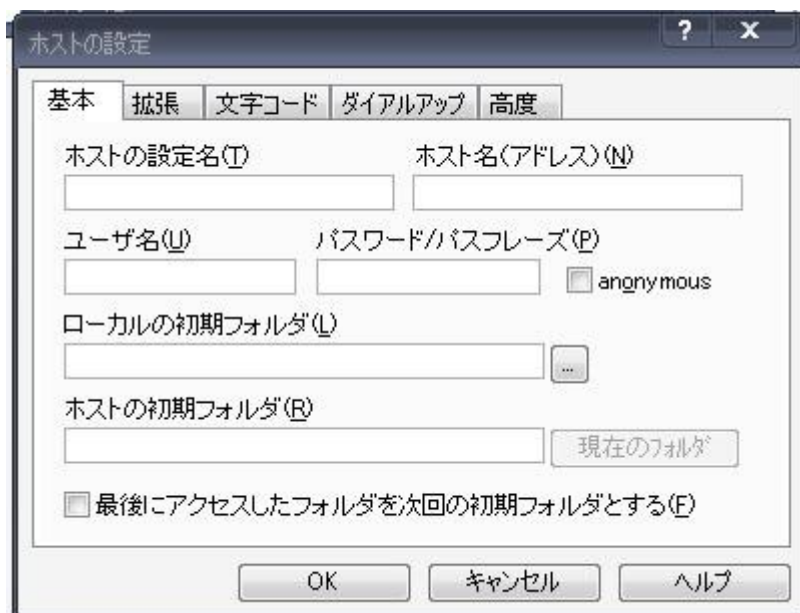 ホストの設定
? X
基本 拡張 文字コード ダイアルアップ 高度
ホストの設定名(T) ホスト名(アドレス)(N)
ユーザ名(U) パスワード/パスフレーズ(P)
anonymous
ローカルの初期フォルダ(L)
...
ホストの初期フォルダ(R)
現在のフォルダ
最後にアクセスしたフォルダを次回の初期フォルダとする(F)
OK キャンセル ヘルプ